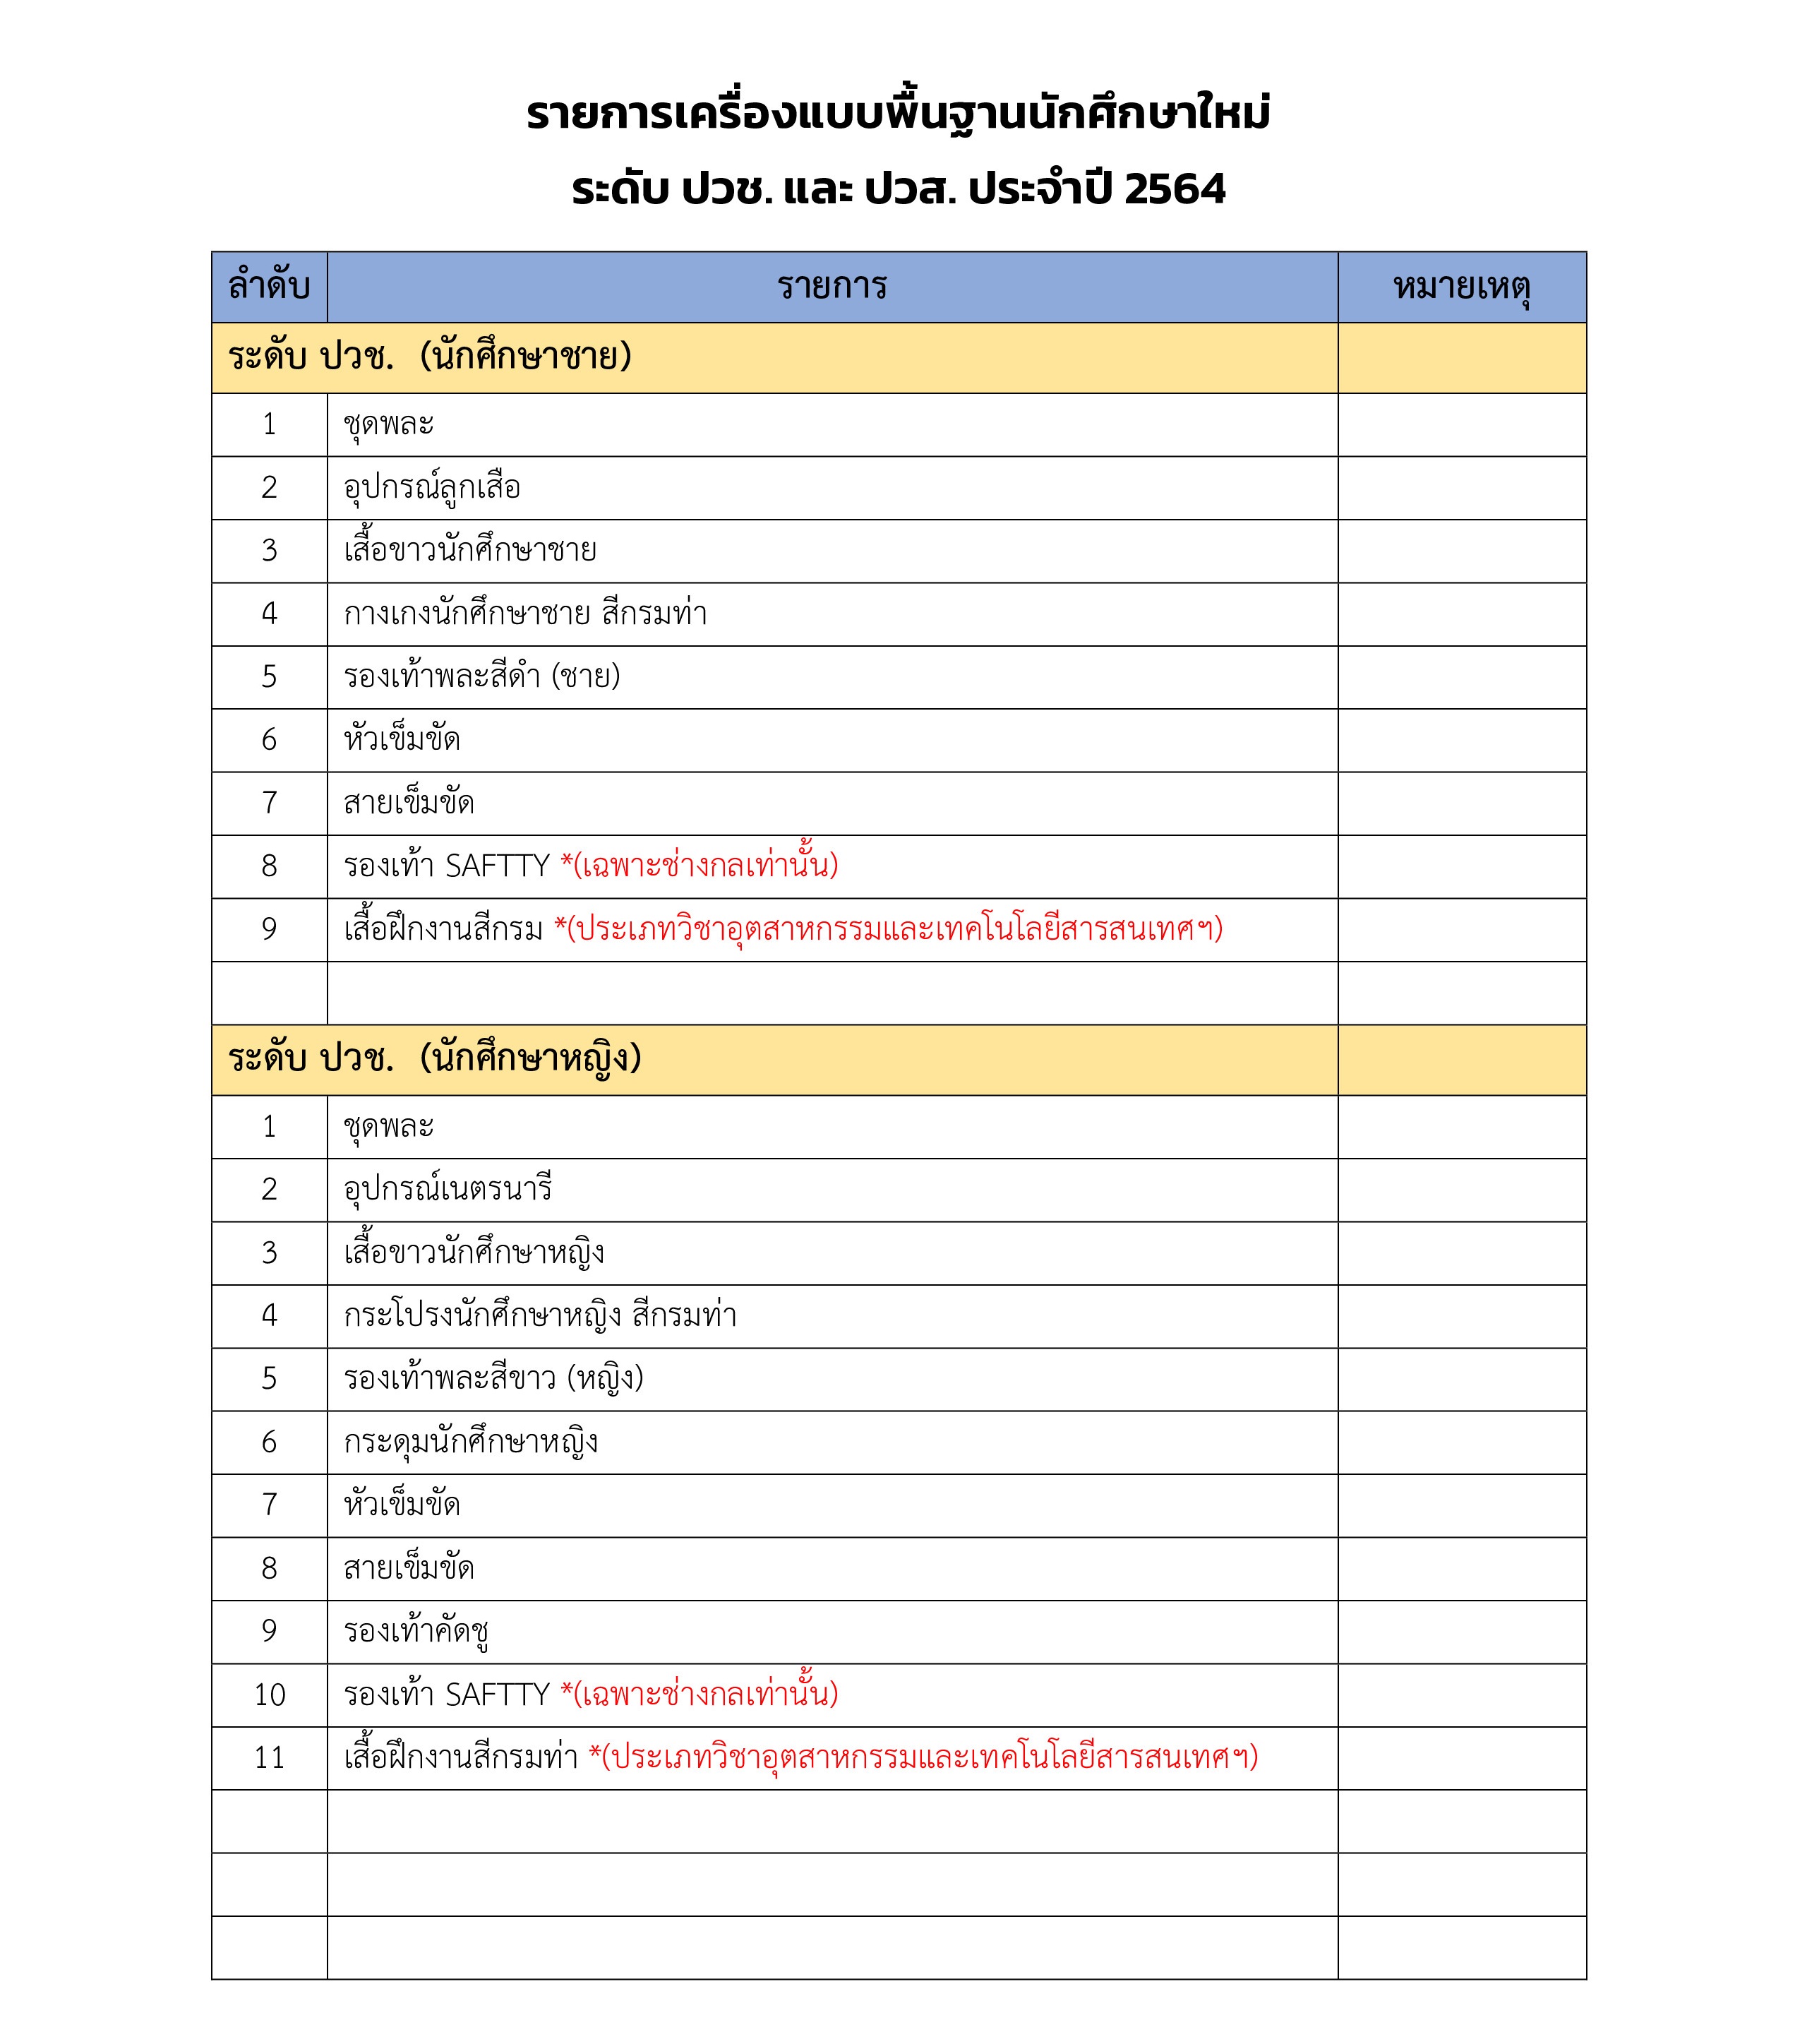 รายการเครื่องแบบพื้นฐานนักศึกษาใหม่
ระดับ ปวช. และ ปวส. ประจำปี 2564
ลำดับ รายการ หมายเหตุ
ระดับ ปวช. (นักศึกษาชาย)
1 ชุดพละ
2 อุปกรณ์ลูกเสือ
3 เสื้อขาวนักศึกษาชาย
4 กางเกงนักศึกษาชาย สีกรมท่า
5 รองเท้าพละสีดำ (ชาย)
6 หัวเข็มขัด
7 สายเข็มขัด
8 รองเท้า SAFTTY *(เฉพาะช่างกลเท่านั้น)
9 เสื้อฝึกงานสีกรม *(ประเภทวิชาอุตสาหกรรมและเทคโนโลยีสารสนเทศฯ)
ระดับ ปวช. (นักศึกษาหญิง)
1 ชุดพละ
2 อุปกรณ์เนตรนารี
3 เสื้อขาวนักศึกษาหญิง
4 กระโปรงนักศึกษาหญิง สีกรมท่า
5 รองเท้าพละสีขาว (หญิง)
6 กระดุมนักศึกษาหญิง
7 หัวเข็มขัด
8 สายเข็มขัด
9 รองเท้าคัดชู
10 รองเท้า SAFTTY *(เฉพาะช่างกลเท่านั้น)
11 เสื้อฝึกงานสีกรมท่า *(ประเภทวิชาอุตสาหกรรมและเทคโนโลยีสารสนเทศฯ)